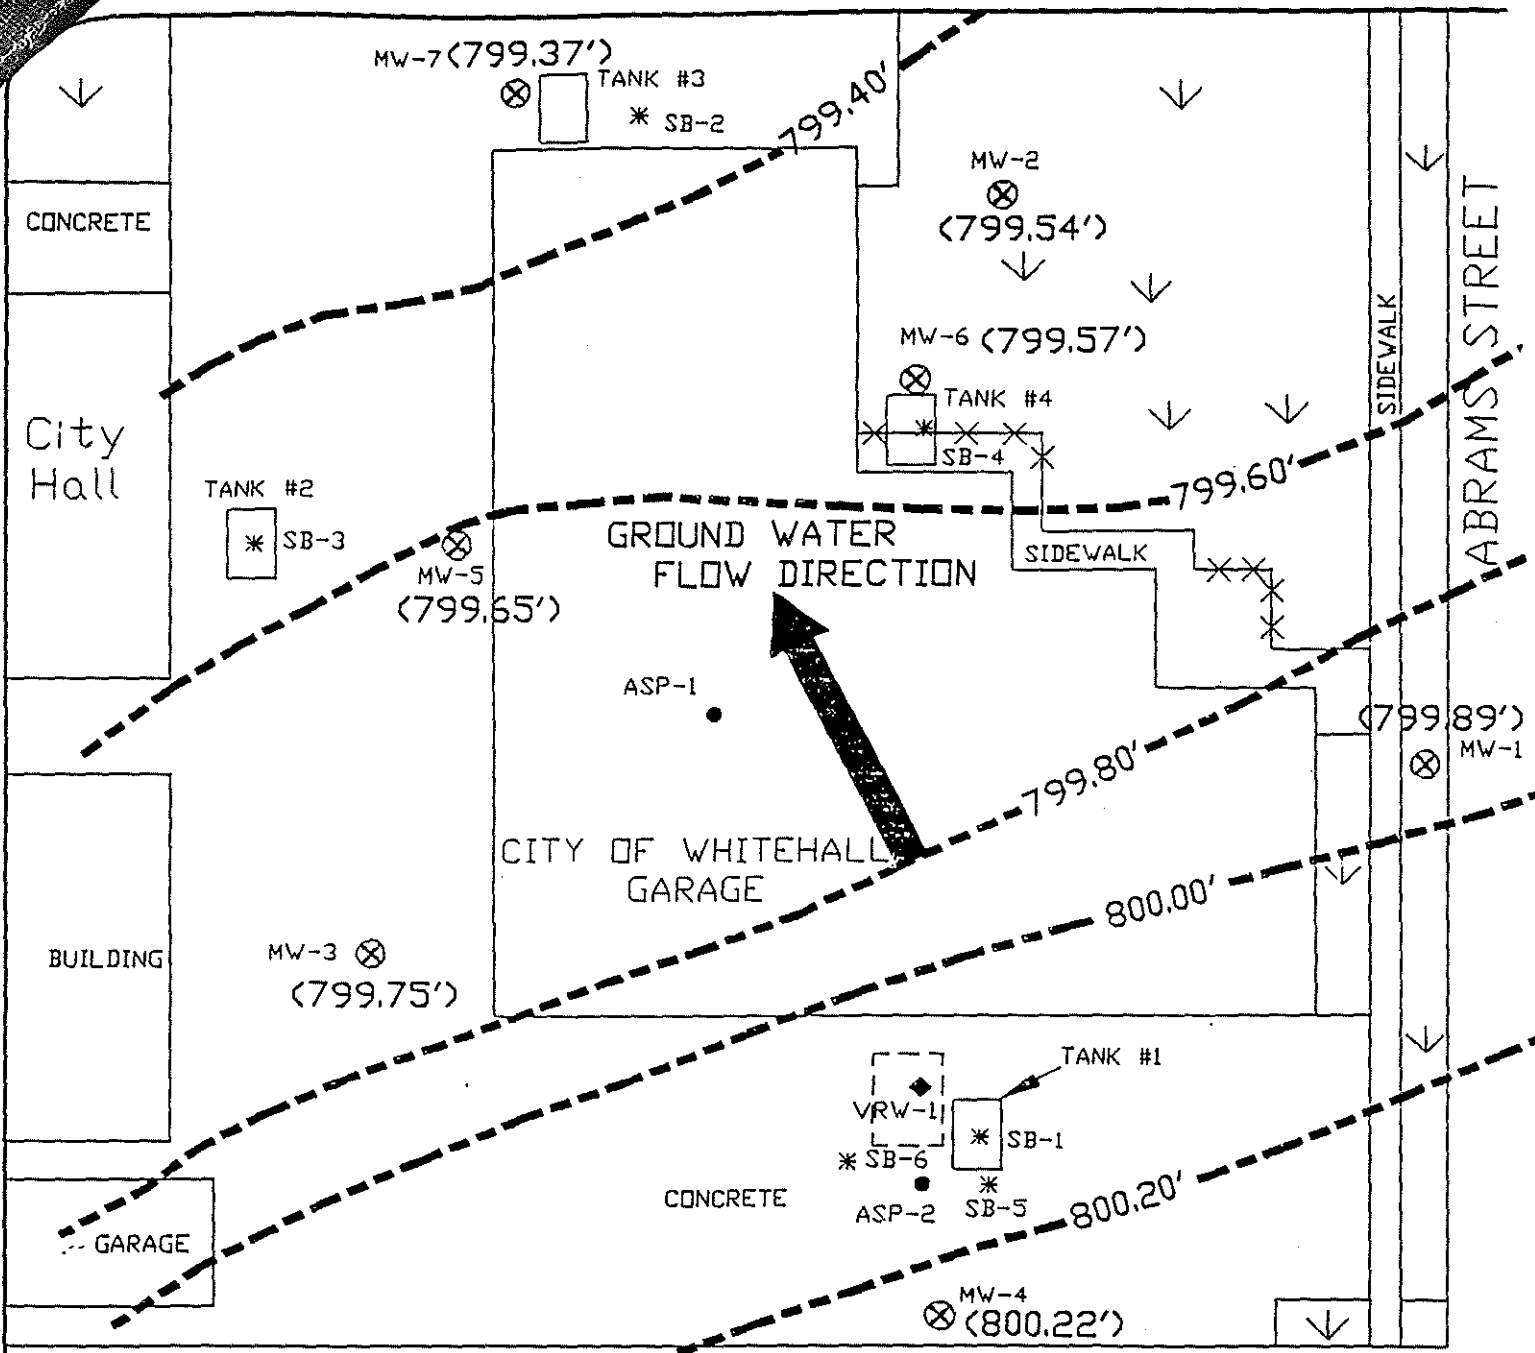 MW-7 (799.37')
TANK #3
SB-2
799.40'
MW-2
(799.54')
CONCRETE
ABRAMS STREET
SIDEWALK
MW-6 (799.57')
TANK #4
SB-4
City
Hall
TANK #2
SB-3
799.60'
MW-5
(799.65')
GROUND WATER
FLOW DIRECTION
SIDEWALK
ASP-1
(799.89')
MW-1
799.80'
CITY OF WHITEHALL
GARAGE
800.00'
BUILDING
MW-3
(799.75')
TANK #1
VRW-1
SB-1
SB-6
CONCRETE
ASP-2
SB-5
800.20'
GARAGE
MW-4
(800.22')